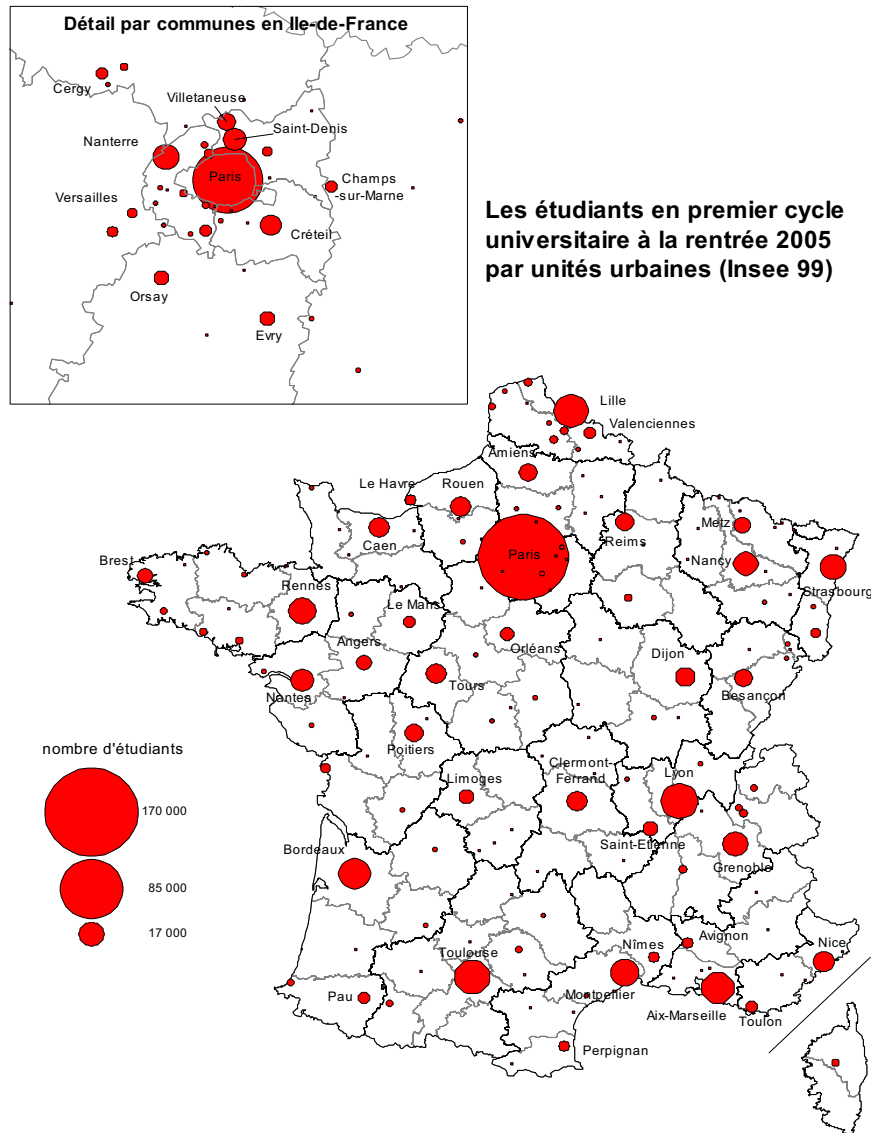 Détail par communes en Ile-de-France
Cergy
Villetaneuse
Saint-Denis
Nanterre
Paris
Champs
-sur-Marne
Versailles
Créteil
Orsay
Evry
Les étudiants en premier cycle
universitaire à la rentrée 2005
par unités urbaines (Insee 99)
Lille
Valenciennes
Amiens
Le Havre
Rouen
Caen
Paris
Reims
Metz
Nancy
Strasbourg
Brest
Rennes
Le Mans
Angers
Orléans
Dijon
Nantes
Tours
Besançon
Poitiers
nombre d'étudiants
170 000
85 000
17 000
Limoges
Clermont-
Ferrand
Lyon
Saint-Etienne
Grenoble
Bordeaux
Toulouse
Nîmes
Avignon
Nice
Pau
Montpellier
Aix-Marseille
Toulon
Perpignan